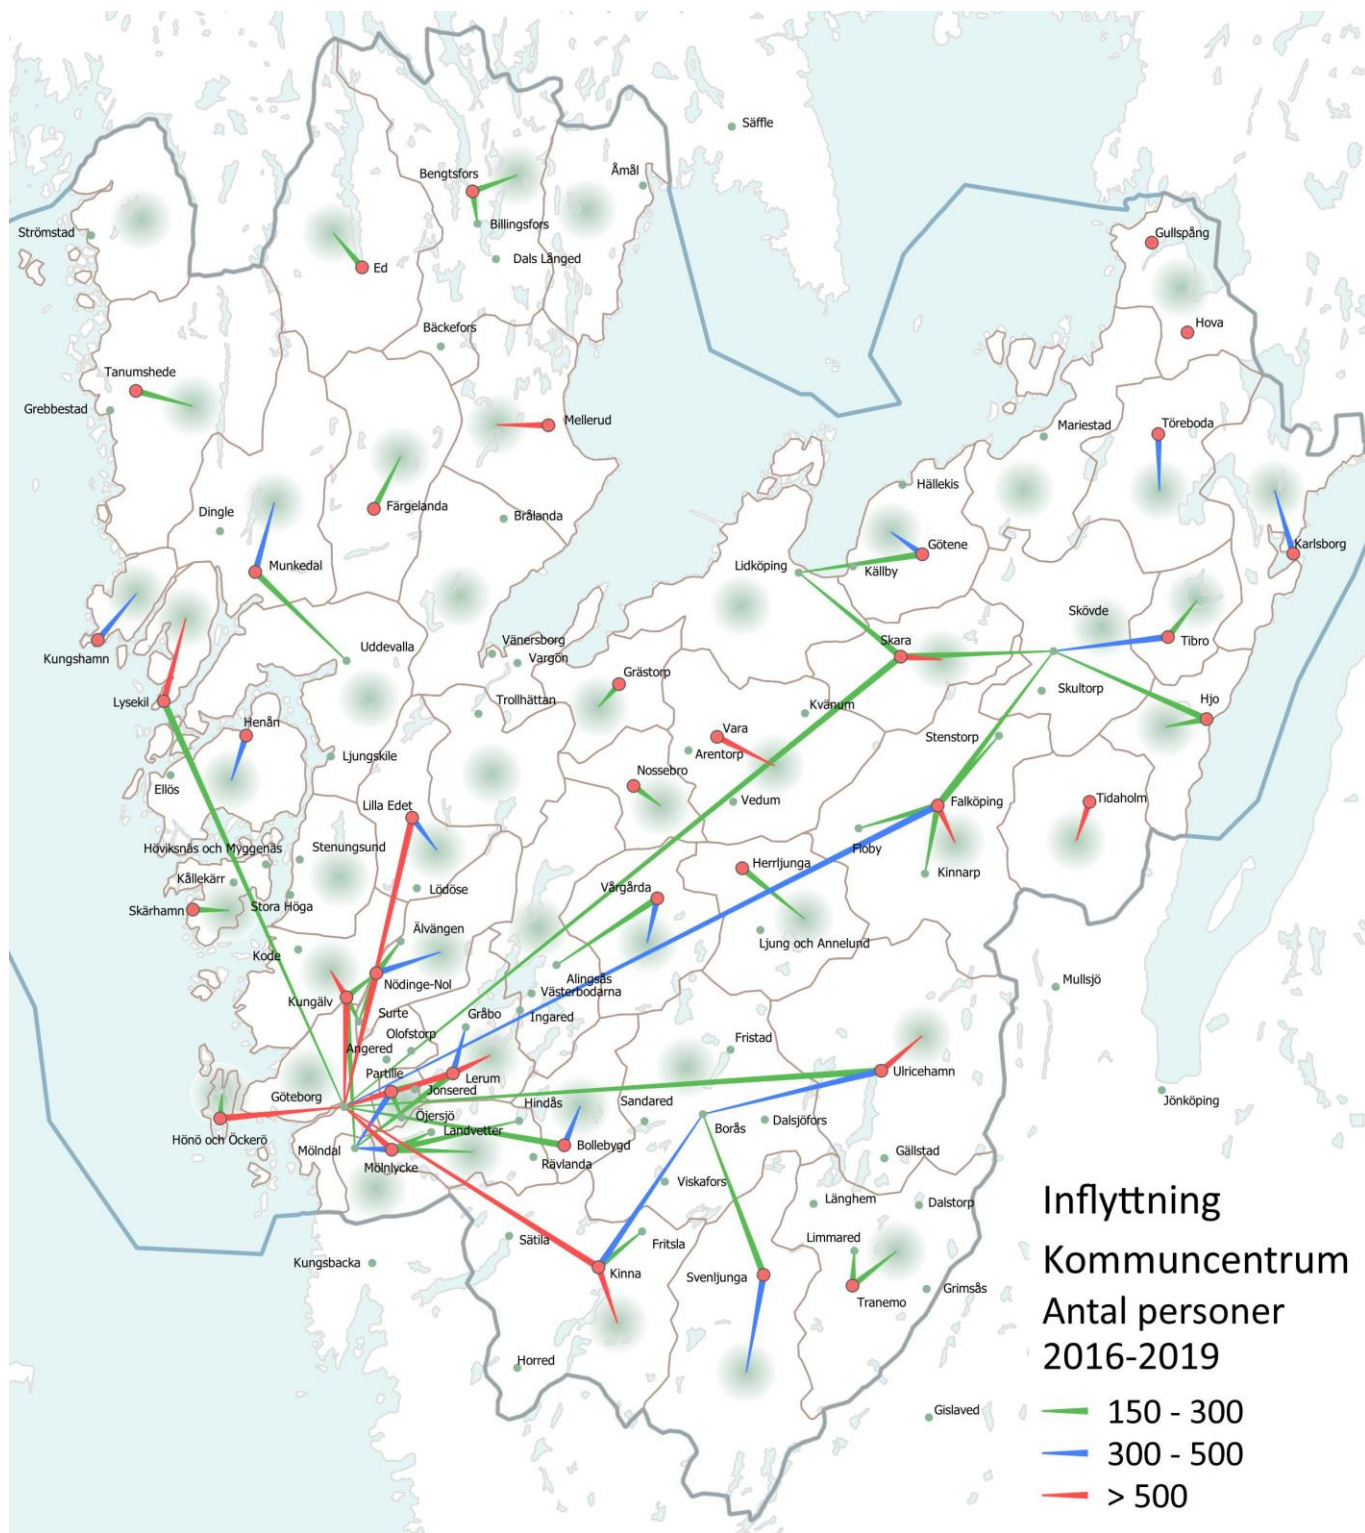 Säffle
Bengtsfors
Åmål
Billingsfors
Strömstad
Gullspång
Dals Långed
Ed
Hova
Bäckefors
Tanumshede
Grebbestad
Mellerud
Töreboda
Mariestad
Hällekis
Färgelanda
Dingle
Brålanda
Götene
Karlsborg
Munkedal
Lidköping
Källby
Skövde
Tibro
Skara
Vänersborg
Uddevalla
Kungshamn
Vargön
Grästorp
Skultorp
Hjo
Lysekil
Trollhättan
Kvänum
Henån
Vara
Stenstorp
Arentorp
Ljungskile
Nossebro
Ellös
Vedum
Falköping
Tidaholm
Lilla Edet
Höviksnäs och Myggenäs
Stenungsund
Floby
Herrljunga
Kinnarp
Kållekärr
Lödöse
Vårgårda
Skärhamn
Stora Höga
Älvängen
Ljung och Annelund
Kode
Alingsås
Nödinge-Nol
Västerbodarna
Mullsjö
Kungälv
Surte
Gråbo
Ingared
Olofstorp
Fristad
Angered
Partille
Lerum
Ulricehamn
Jonsered
Göteborg
Hindås
Sandared
Jönköping
Öjersjö
Dalsjöfors
Landvetter
Borås
Hönö och Öckerö
Bollebygd
Mölndal
Mölnlycke
Rävlanda
Gällstad
Viskafors
Länghem
Dalstorp
Inflyttning
Sätila
Fritsla
Limmared
Kungsbacka
Kommuncentrum
Kinna
Svenljunga
Grimsås
Tranemo
Antal personer
2016-2019
Horred
Gislaved
150 - 300
300 - 500
> 500